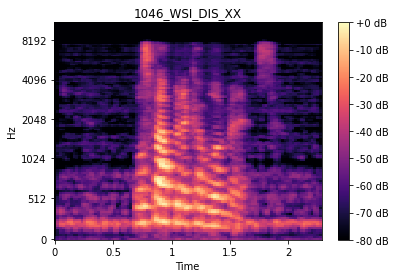 1046_WSI_DIS_XX
+0 dB
8192
-10 dB
4096
-20 dB
-30 dB
2048
Hz
-40 dB
1024
-50 dB
512
-60 dB
-70 dB
0
-80 dB
0 0.5 1 1.5 2
Time